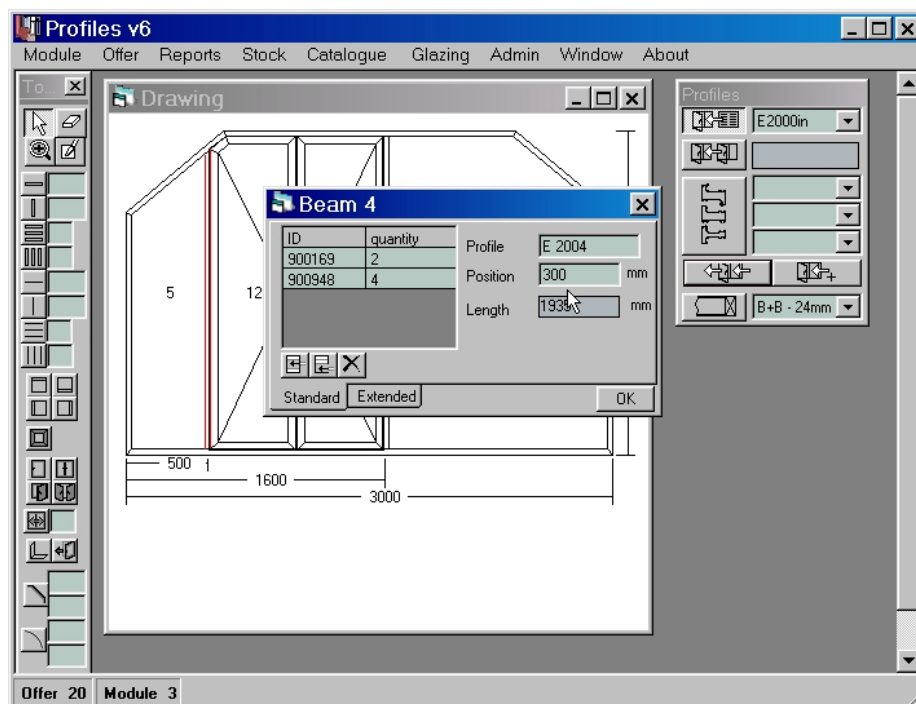 Profiles v6
Module Offer Reports Stock Catalogue Glazing Admin Window About
To...
Drawing
Profiles
E2000in
Beam 4
ID quantity
900169 2
900948 4
Profile E 2004
Position 300 mm
Length 1939 mm
Standard Extended OK
B+B - 24mm
5
12
500
1600
3000
Offer 20 Module 3